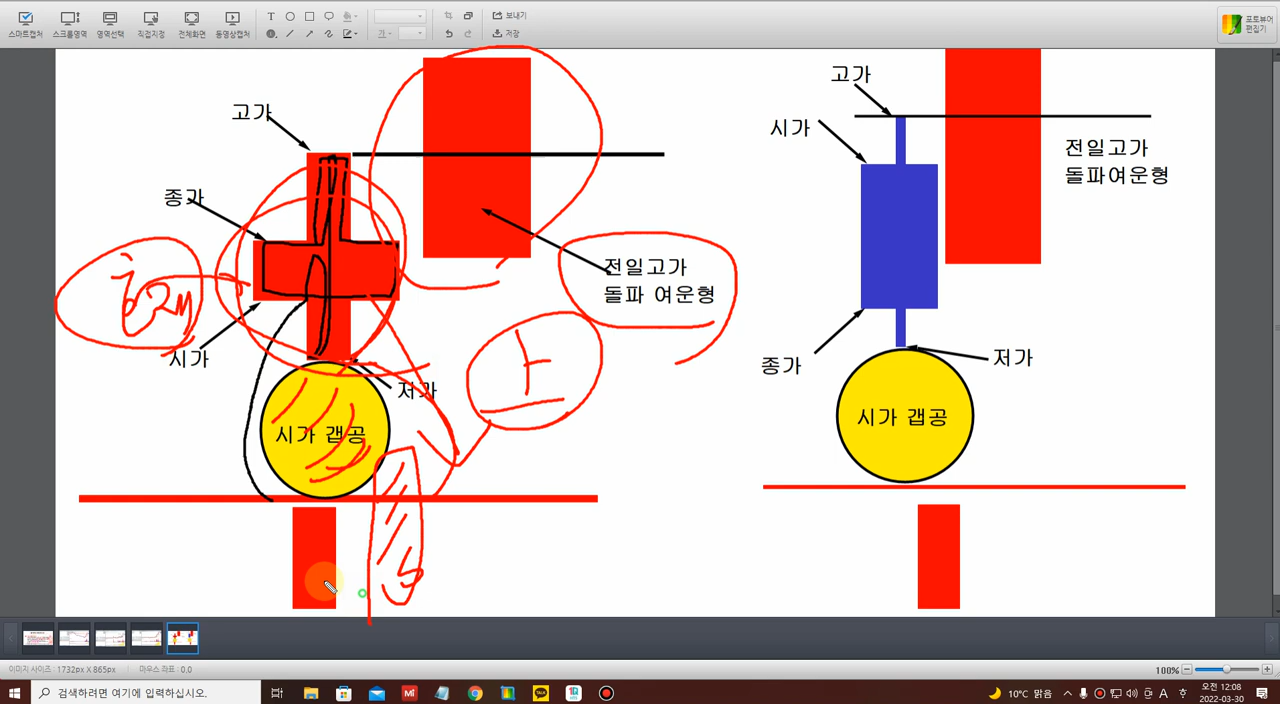 스마트캡처
스크롤영역
영역선택
직접지정
전체화면
동영상캡처
T
가
보내기
저장
포토뷰어
편집기
고가
종가
시가
저가
시가 갭공
전일고가
돌파 여운형
上
고가
시가
전일고가
돌파여운형
종가
저가
시가 갭공
이미지 사이즈 : 1732px X 865px
마우스 좌표 : 0.0
100%
검색하려면 여기에 입력하십시오.
Mi
TALK
10℃ 맑음
A
오전 12:08
2022-03-30